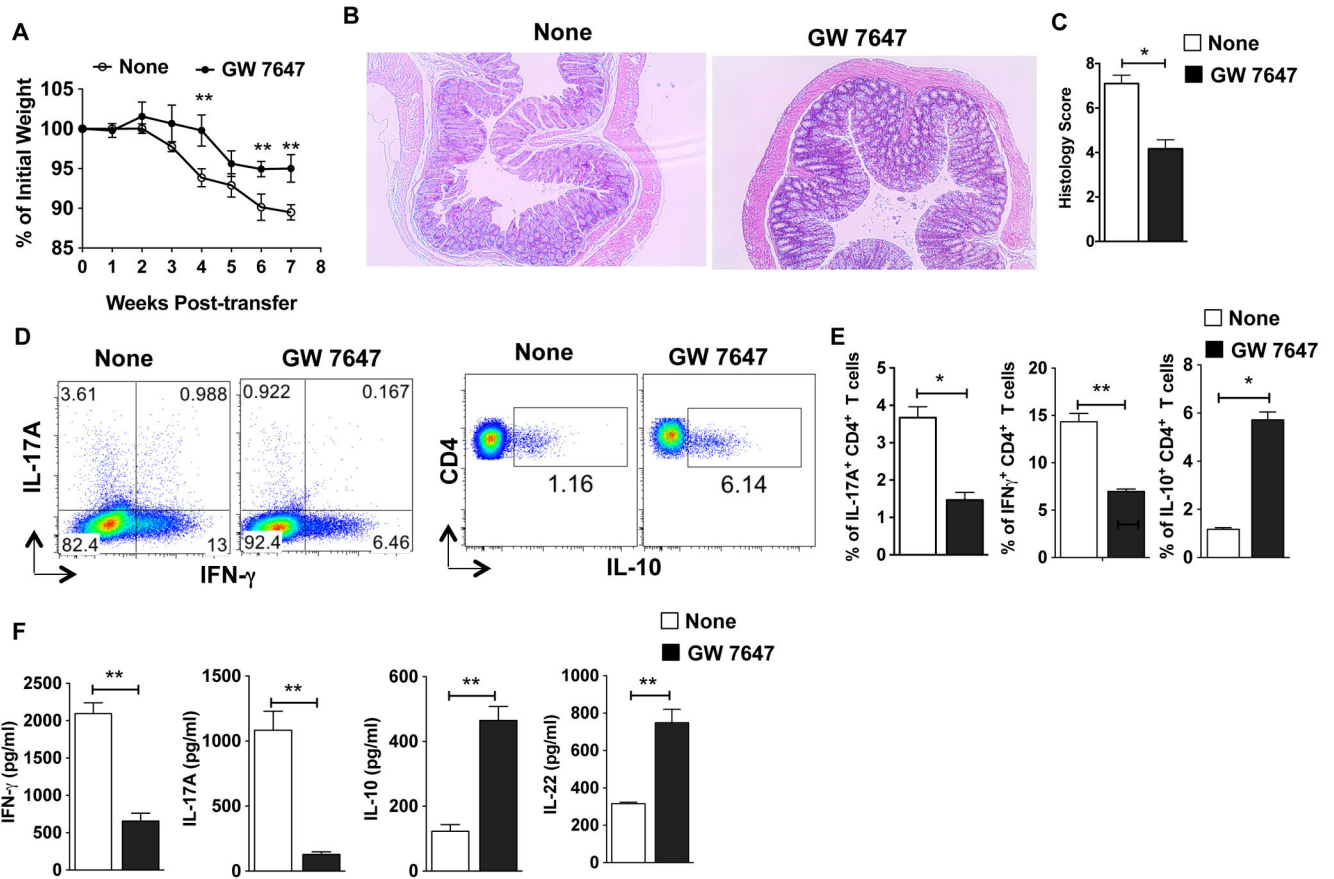 A
None
GW 7647
% of Initial Weight
105
100
95
90
85
**
**
**
0
1
2
3
4
5
6
7
8
Weeks Post-transfer
B
None
GW 7647
C
None
GW 7647
Histology Score
8
6
4
2
0
*
D
None
GW 7647
IL-17A
3.61
0.988
82.4
13
0.922
0.167
92.4
6.46
IFN-γ
None
GW 7647
CD4
1.16
6.14
IL-10
E
None
GW 7647
% of IL-17A⁺ CD4⁺ T cells
5
4
3
2
1
0
*
% of IFNγ⁺ CD4⁺ T cells
20
15
10
5
0
**
% of IL-10⁺ CD4⁺ T cells
8
6
4
2
0
*
F
None
GW 7647
IFN-γ (pg/ml)
2500
2000
1500
1000
500
0
**
IL-17A (pg/ml)
1500
1000
500
0
**
IL-10 (pg/ml)
600
400
200
0
**
IL-22 (pg/ml)
800
600
400
200
0
**